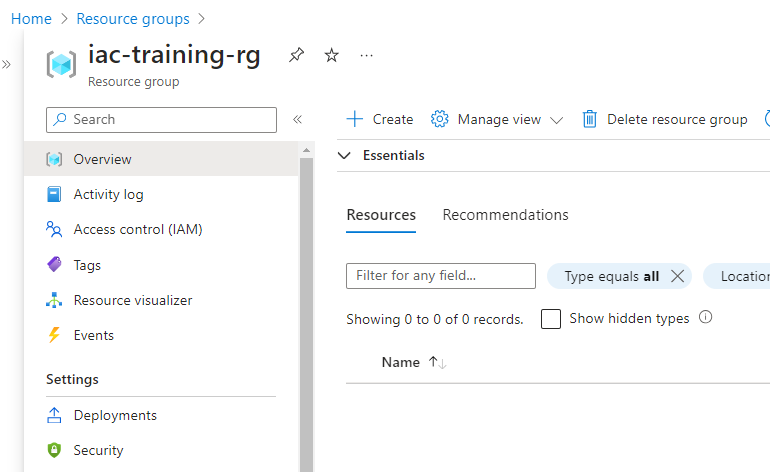 Home > Resource groups >
iac-training-rg ...
Resource group
Search
Overview
Activity log
Access control (IAM)
Tags
Resource visualizer
Events
Settings
Deployments
Security
Create Manage view Delete resource group
Essentials
Resources Recommendations
Filter for any field... Type equals all Location
Showing 0 to 0 of 0 records. Show hidden types
Name